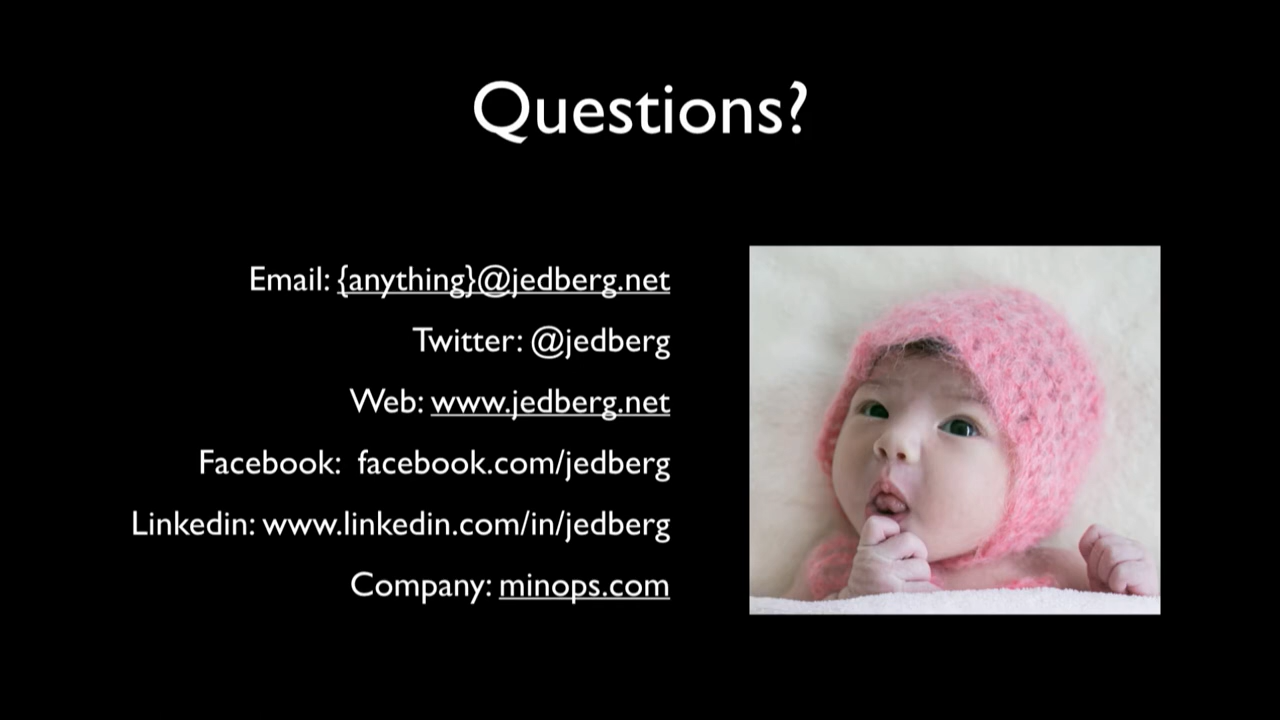 Questions?
Email: {anything}@jedberg.net
Twitter: @jedberg
Web: www.jedberg.net
Facebook:  facebook.com/jedberg
Linkedin: www.linkedin.com/in/jedberg
Company: minops.com